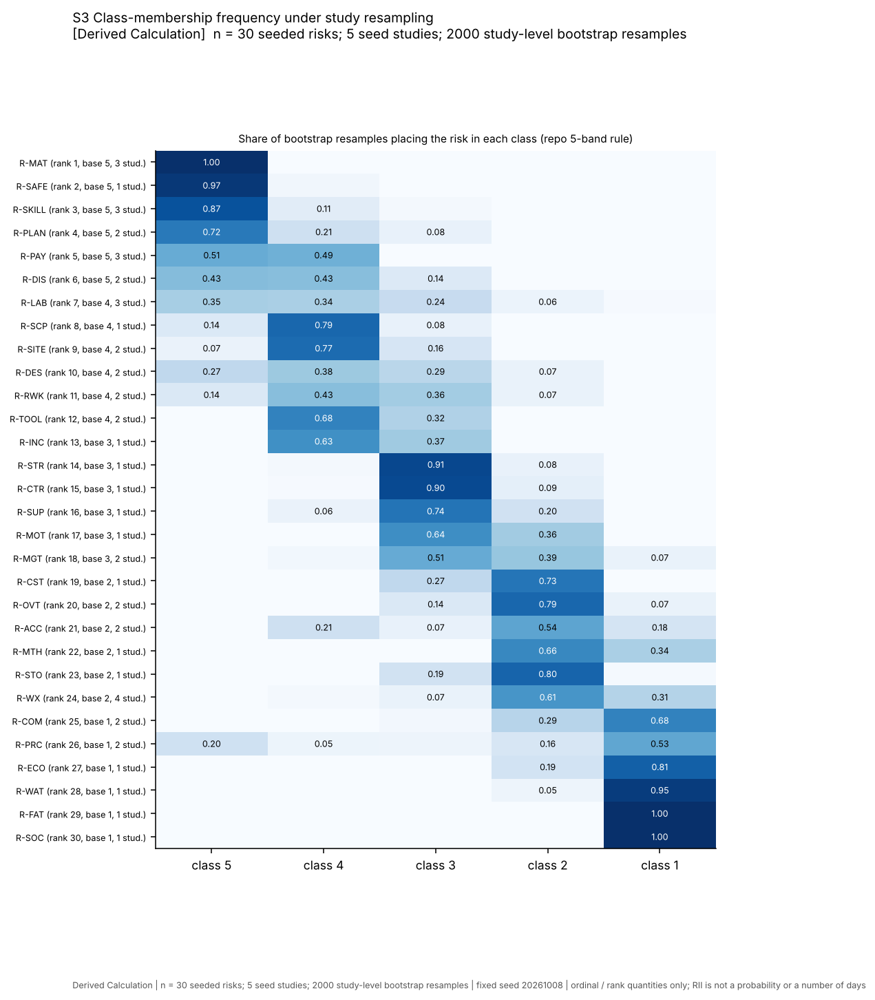 S3 Class-membership frequency under study resampling
[Derived Calculation]  n = 30 seeded risks; 5 seed studies; 2000 study-level bootstrap resamples
Share of bootstrap resamples placing the risk in each class (repo 5-band rule)
R-MAT (rank 1, base 5, 3 stud.) 1.00
R-SAFE (rank 2, base 5, 1 stud.) 0.97
R-SKILL (rank 3, base 5, 3 stud.) 0.87 0.11
R-PLAN (rank 4, base 5, 2 stud.) 0.72 0.21 0.08
R-PAY (rank 5, base 5, 3 stud.) 0.51 0.49
R-DIS (rank 6, base 5, 2 stud.) 0.43 0.43 0.14
R-LAB (rank 7, base 4, 3 stud.) 0.35 0.34 0.24 0.06
R-SCP (rank 8, base 4, 1 stud.) 0.14 0.79 0.08
R-SITE (rank 9, base 4, 2 stud.) 0.07 0.77 0.16
R-DES (rank 10, base 4, 2 stud.) 0.27 0.38 0.29 0.07
R-RWK (rank 11, base 4, 2 stud.) 0.14 0.43 0.36 0.07
R-TOOL (rank 12, base 4, 2 stud.) 0.68 0.32
R-INC (rank 13, base 3, 1 stud.) 0.63 0.37
R-STR (rank 14, base 3, 1 stud.) 0.91 0.08
R-CTR (rank 15, base 3, 1 stud.) 0.90 0.09
R-SUP (rank 16, base 3, 1 stud.) 0.06 0.74 0.20
R-MOT (rank 17, base 3, 1 stud.) 0.64 0.36
R-MGT (rank 18, base 3, 2 stud.) 0.51 0.39 0.07
R-CST (rank 19, base 2, 1 stud.) 0.27 0.73
R-OVT (rank 20, base 2, 2 stud.) 0.14 0.79 0.07
R-ACC (rank 21, base 2, 2 stud.) 0.21 0.07 0.54 0.18
R-MTH (rank 22, base 2, 1 stud.) 0.66 0.34
R-STO (rank 23, base 2, 1 stud.) 0.19 0.80
R-WX (rank 24, base 2, 4 stud.) 0.07 0.61 0.31
R-COM (rank 25, base 1, 2 stud.) 0.29 0.68
R-PRC (rank 26, base 1, 2 stud.) 0.20 0.05 0.16 0.53
R-ECO (rank 27, base 1, 1 stud.) 0.19 0.81
R-WAT (rank 28, base 1, 1 stud.) 0.05 0.95
R-FAT (rank 29, base 1, 1 stud.) 1.00
R-SOC (rank 30, base 1, 1 stud.) 1.00
class 5 class 4 class 3 class 2 class 1
Derived Calculation | n = 30 seeded risks; 5 seed studies; 2000 study-level bootstrap resamples | fixed seed 20261008 | ordinal / rank quantities only; RII is not a probability or a number of days